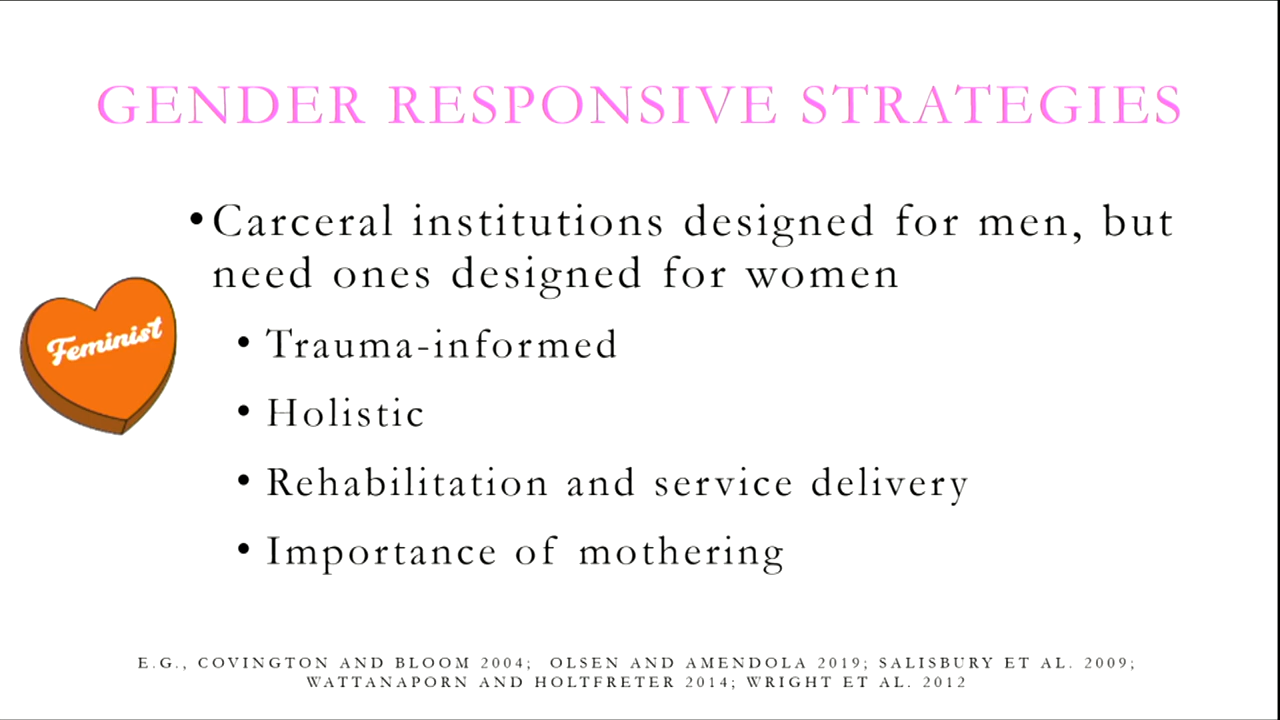 GENDER RESPONSIVE STRATEGIES
•Carceral institutions designed for men, but
need ones designed for women
Feminist
• Trauma-informed
• Holistic
• Rehabilitation and service delivery
• Importance of mothering
E.G., COVINGTON AND BLOOM 2004; OLSEN AND AMENDOLA 2019; SALISBURY ET AL. 2009;
WATTANAPORN AND HOLTFRETER 2014; WRIGHT ET AL. 2012